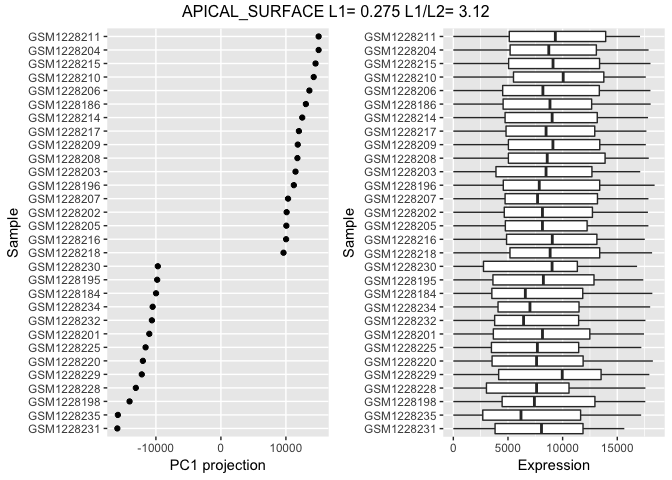 APICAL_SURFACE L1= 0.275 L1/L2= 3.12
Sample
GSM1228211
GSM1228204
GSM1228215
GSM1228210
GSM1228206
GSM1228186
GSM1228214
GSM1228217
GSM1228209
GSM1228208
GSM1228203
GSM1228196
GSM1228207
GSM1228202
GSM1228205
GSM1228216
GSM1228218
GSM1228230
GSM1228195
GSM1228184
GSM1228234
GSM1228232
GSM1228201
GSM1228225
GSM1228220
GSM1228229
GSM1228228
GSM1228198
GSM1228235
GSM1228231
-10000 0 10000
PC1 projection
Sample
GSM1228211
GSM1228204
GSM1228215
GSM1228210
GSM1228206
GSM1228186
GSM1228214
GSM1228217
GSM1228209
GSM1228208
GSM1228203
GSM1228196
GSM1228207
GSM1228202
GSM1228205
GSM1228216
GSM1228218
GSM1228230
GSM1228195
GSM1228184
GSM1228234
GSM1228232
GSM1228201
GSM1228225
GSM1228220
GSM1228229
GSM1228228
GSM1228198
GSM1228235
GSM1228231
0 5000 10000 15000
Expression